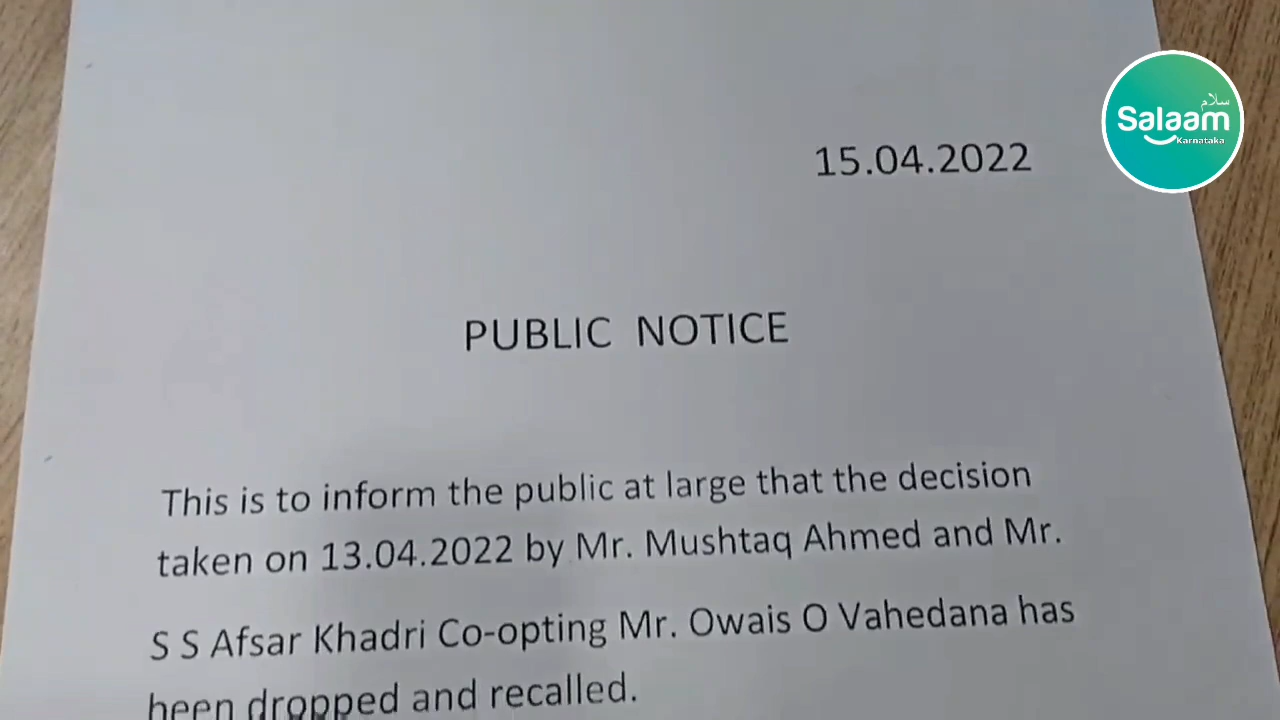 سلام
Salaam
Karnataka
15.04.2022
PUBLIC NOTICE
This is to inform the public at large that the decision
taken on 13.04.2022 by Mr. Mushtaq Ahmed and Mr.
S S Afsar Khadri Co-opting Mr. Owais O Vahedana has
been dropped and recalled.